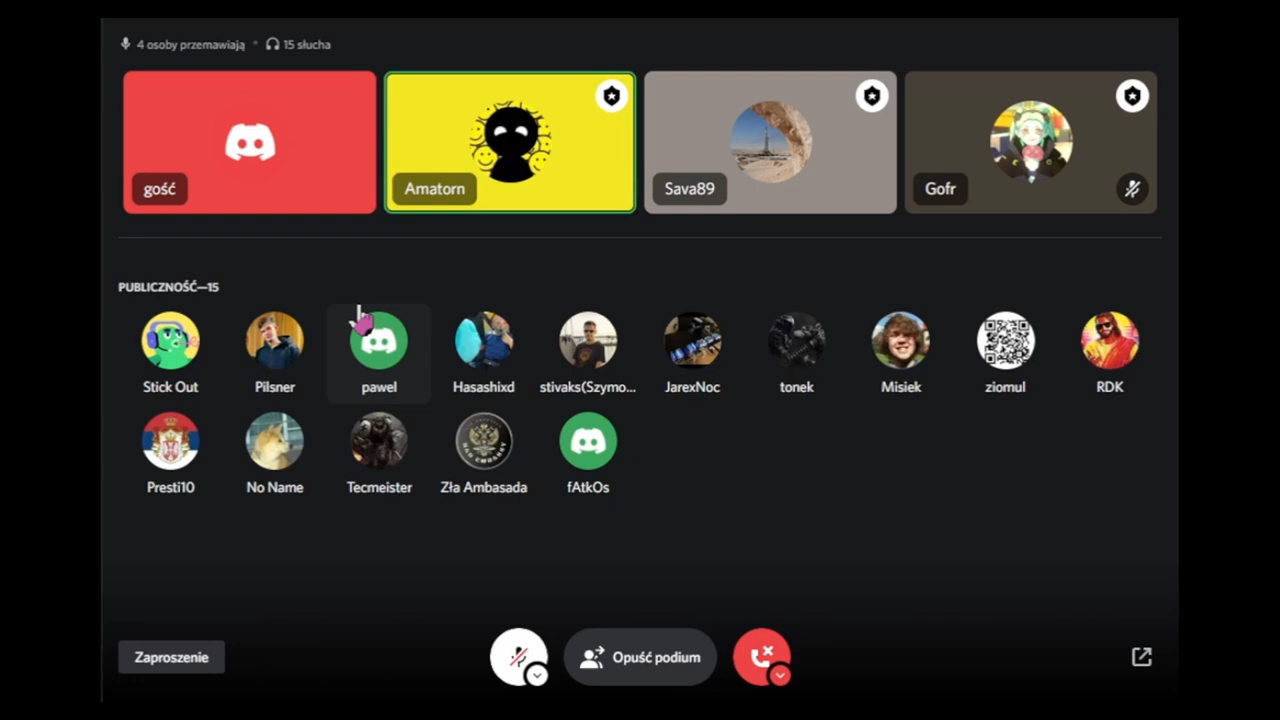 4 osoby przemawiają • 15 słucha
gość
Amatorn
Sava89
Gofr
PUBLICZNOŚĆ—15
Stick Out
Pilsner
pawel
Hasashixd
stivaks(Szymo...
JarexNoc
tonek
Misiek
ziomul
RDK
Presti10
No Name
Tecmeister
Zła Ambasada
fAtkOs
Zaproszenie
Opuść podium